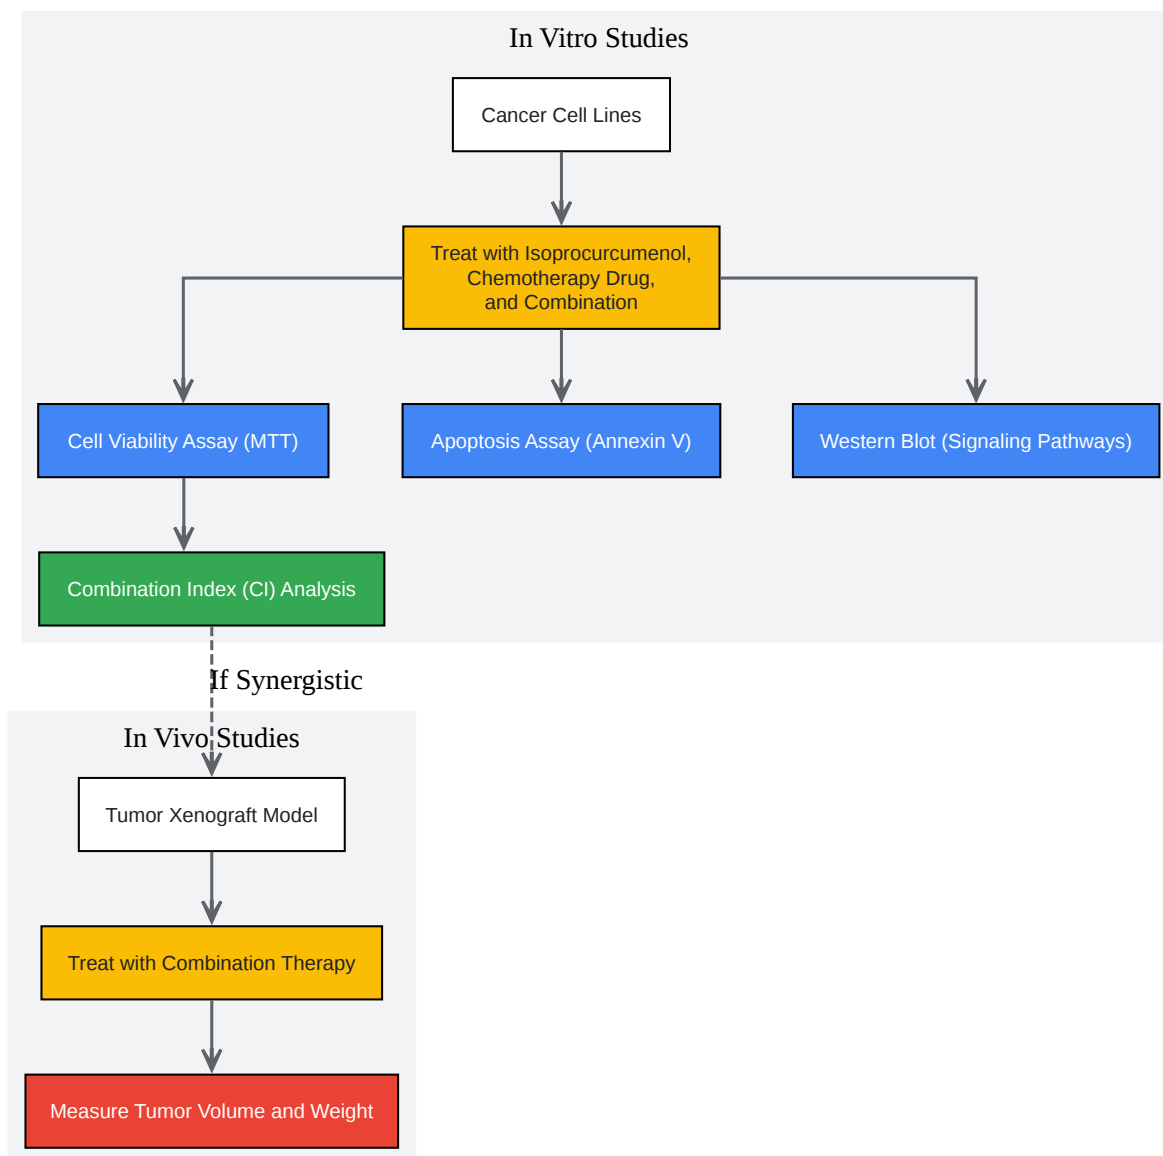 In Vitro Studies
Cancer Cell Lines
Treat with Isoprocurcumenol,
Chemotherapy Drug,
and Combination
Cell Viability Assay (MTT)
Apoptosis Assay (Annexin V)
Western Blot (Signaling Pathways)
Combination Index (CI) Analysis
If Synergistic
In Vivo Studies
Tumor Xenograft Model
Treat with Combination Therapy
Measure Tumor Volume and Weight